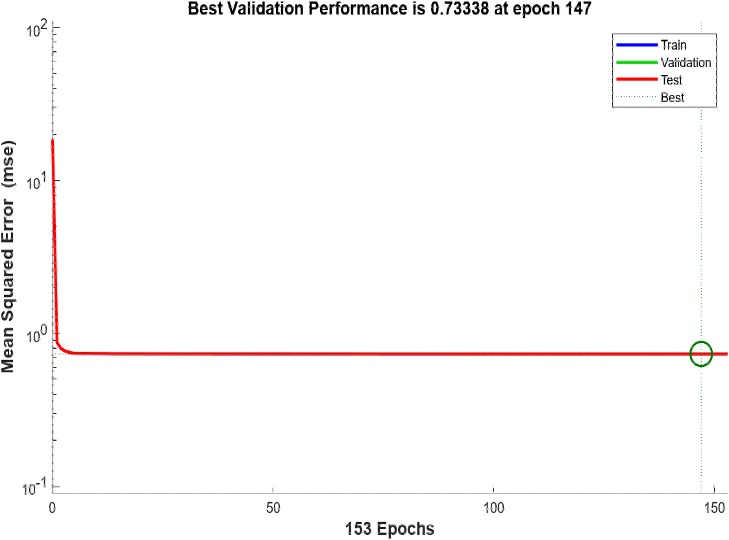 Best Validation Performance is 0.73338 at epoch 147
Mean Squared Error (mse)
10^2
10^1
10^0
10^-1
Train
Validation
Test
Best
0
50
100
150
153 Epochs